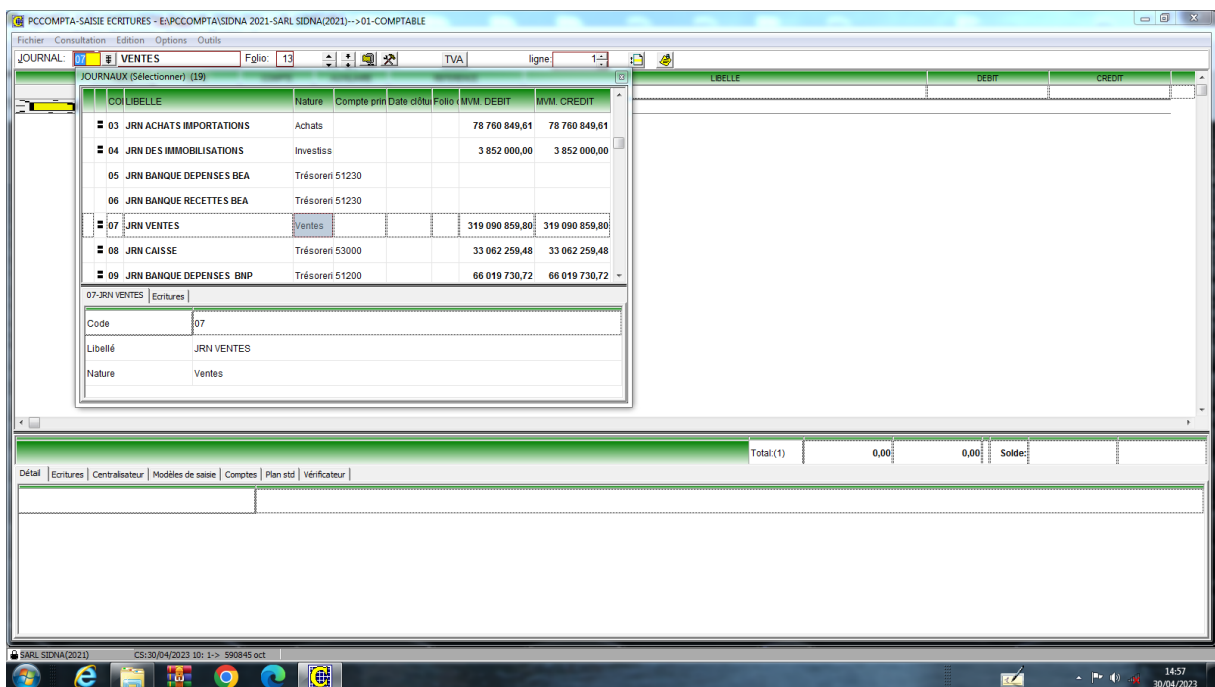 PCCOMPTA-SAISIE ECRITURES - E:\PCCOMPTA\SIDNA 2021-SARL SIDNA(2021)-->01-COMPTABLE
Fichier Consultation Edition Options Outils
JOURNAL: 07 VENTES Folio: 13 TVA ligne: 1
JOURNAUX (Sélectionner) (19)
LIBELLE DEBIT CREDIT
LIBELLE Nature Compte prin Date clôtu Folio MVM. DEBIT MVM. CREDIT
03 JRN ACHATS IMPORTATIONS Achats 78 760 849,61 78 760 849,61
04 JRN DES IMMOBILISATIONS Investiss 3 852 000,00 3 852 000,00
05 JRN BANQUE DEPENSES BEA Trésoreri 51230
06 JRN BANQUE RECETTES BEA Trésoreri 51230
07 JRN VENTES Ventes 319 090 859,80 319 090 859,80
08 JRN CAISSE Trésoreri 53000 33 062 259,48 33 062 259,48
09 JRN BANQUE DEPENSES BNP Trésoreri 51200 66 019 730,72 66 019 730,72
07-JRN VENTES Ecritures
Code 07
Libellé JRN VENTES
Nature Ventes
Total:(1) 0,00 0,00 Solde:
Détail Ecritures Centralisateur Modèles de saisie Comptes Plan std Vérificateur
SARL SIDNA(2021) CS:30/04/2023 10: 1-> 590845 oct
14:57
30/04/2023